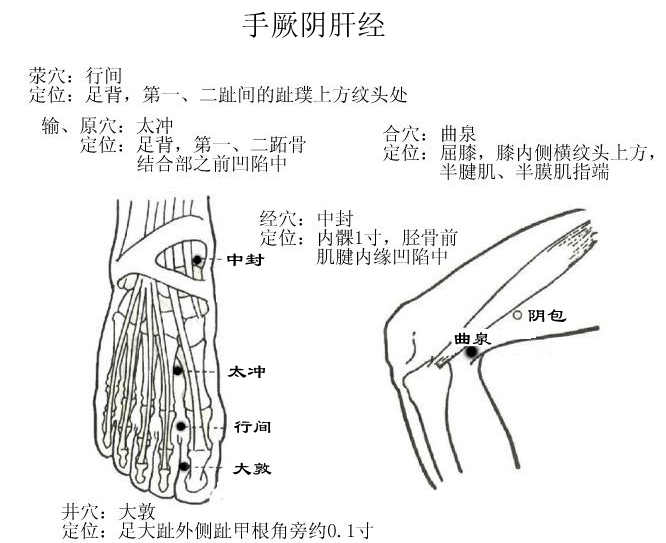 手厥阴肝经
荥穴：行间
定位：足背，第一、二趾间的趾璞上方纹头处
输、原穴：太冲
定位：足背，第一、二跖骨
结合部之前凹陷中
合穴：曲泉
定位：屈膝，膝内侧横纹头上方，
半腱肌、半膜肌指端
经穴：中封
定位：内髁1寸，胫骨前
肌腱内缘凹陷中
中封
阴包
曲泉
太冲
行间
大敦
井穴：大敦
定位：足大趾外侧趾甲根角旁约0.1寸